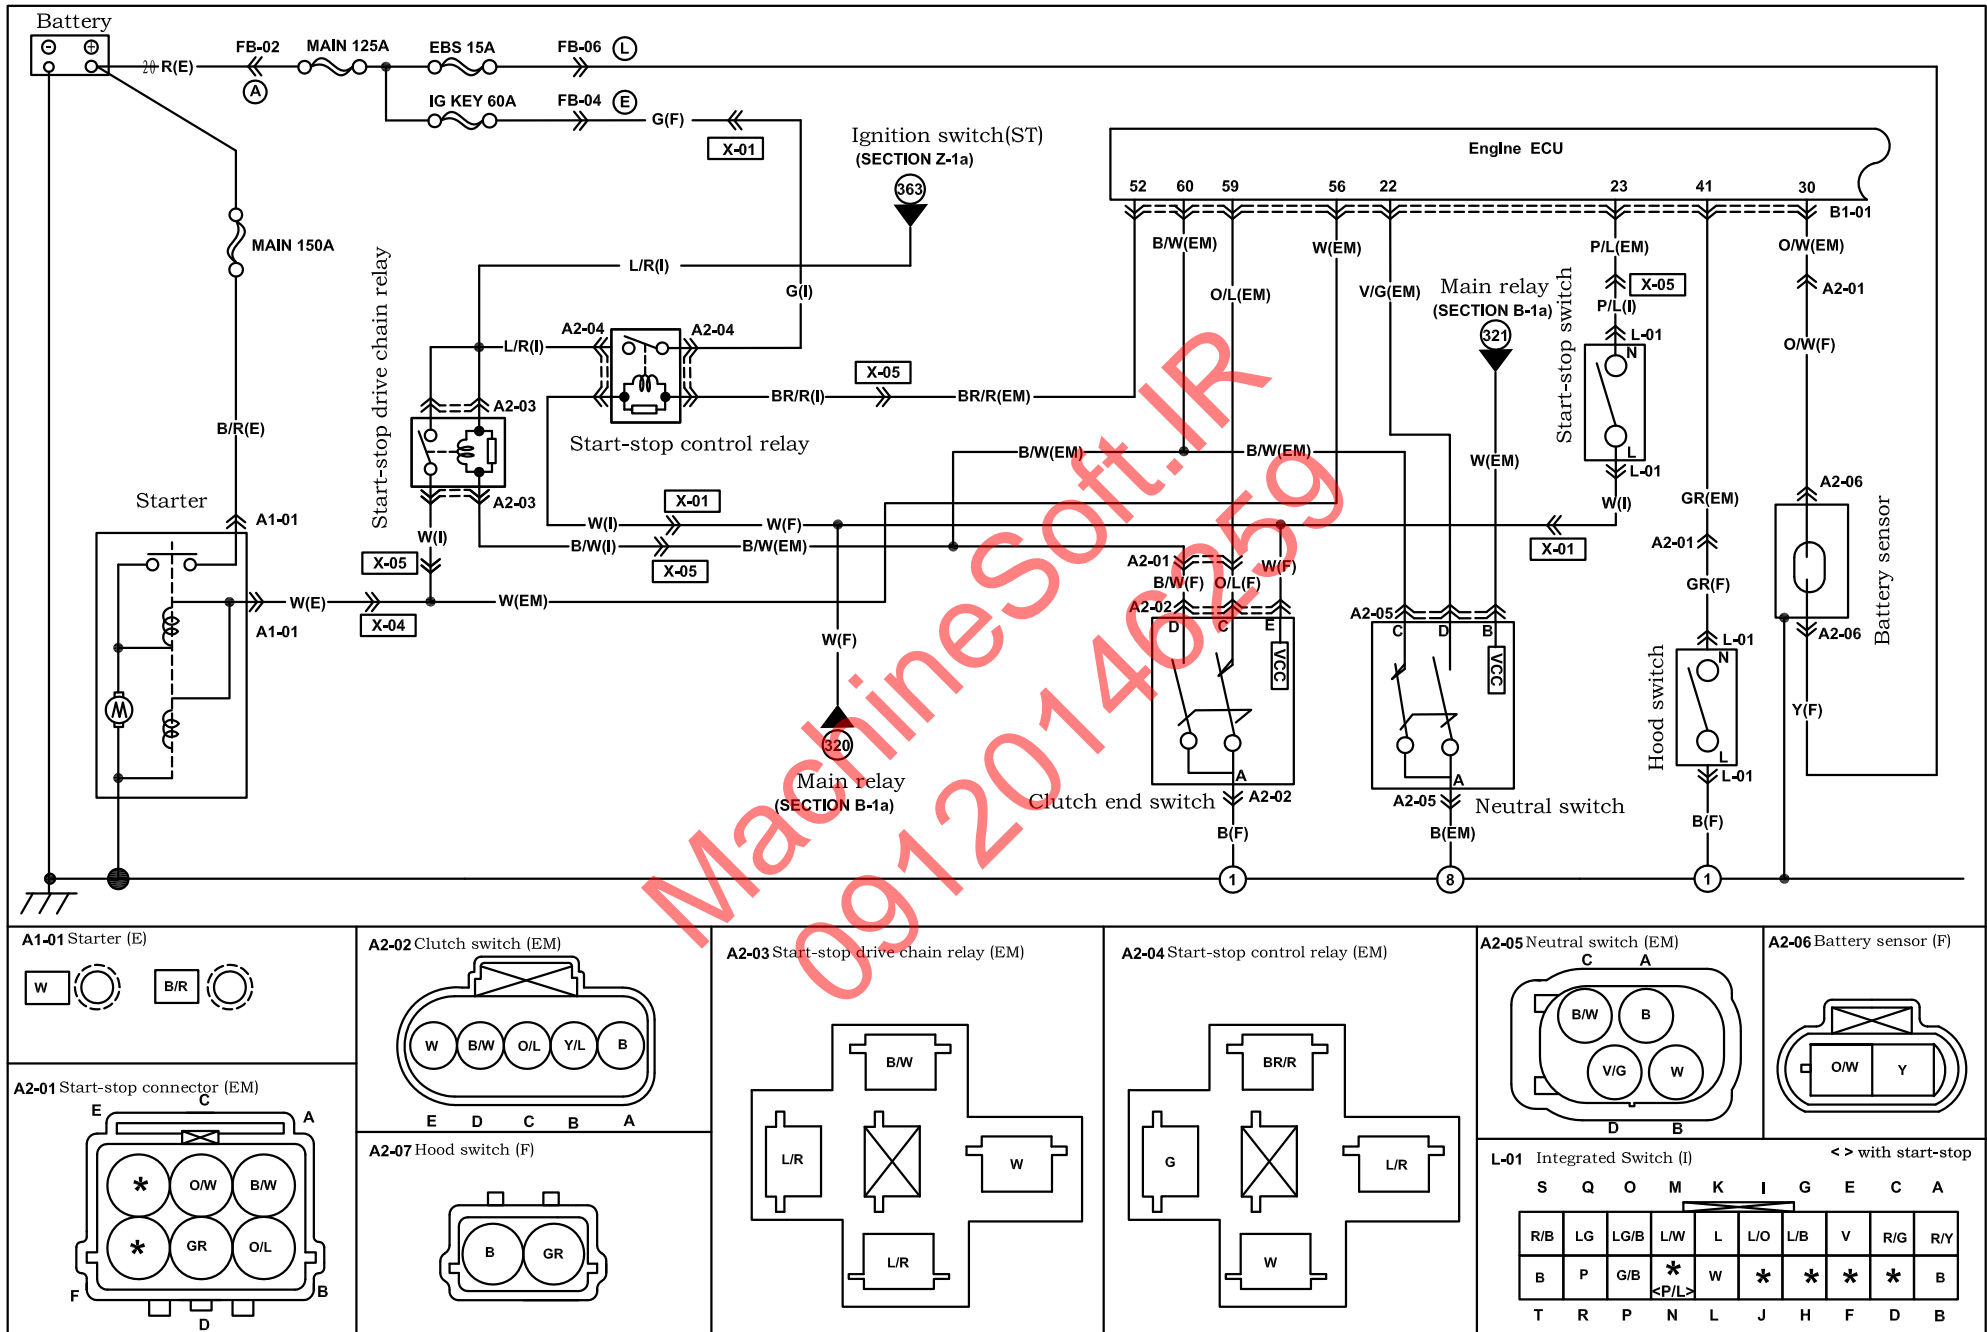 Battery
20 R(E)
FB-02
A
MAIN 125A
EBS 15A
FB-06 L
IG KEY 60A
FB-04 E
G(F)
X-01
Ignition switch(ST)
(SECTION Z-1a)
363
Engine ECU
52 60 59 56 22 23 41 30
B1-01
MAIN 150A
B/W(EM)
W(EM)
P/L(EM)
O/W(EM)
L/R(I)
G(I)
O/L(EM)
V/G(EM)
Main relay
(SECTION B-1a)
321
X-05
P/L(I)
A2-01
Start-stop drive chain relay
A2-04
A2-04
L/R(I)
L-01
N
O/W(F)
Start-stop switch
X-05
BR/R(I)
BR/R(EM)
A2-03
Start-stop control relay
B/R(E)
B/W(EM)
B/W(EM)
W(EM)
L
L-01
A2-06
Starter
A2-03
X-01
W(I)
GR(EM)
A1-01
W(I)
W(I)
W(F)
B/W(I)
B/W(EM)
X-05
X-05
X-01
A2-01
A2-01
B/W(F)
O/L(F)
W(F)
GR(F)
Battery sensor
A1-01
W(E)
X-04
W(EM)
A2-02
D C E
VCC
A2-05
C D B
VCC
L-01
N
A2-06
W(F)
M
320
Main relay
(SECTION B-1a)
Hood switch
Y(F)
L
L-01
A
Clutch end switch
A2-02
A
A2-05
Neutral switch
B(F)
B(EM)
B(F)
1 8 1
MachineSoft.IR
09120146259
A1-01 Starter (E)
W B/R
A2-01 Start-stop connector (EM)
E C A
* O/W B/W
* GR O/L
F D B
A2-02 Clutch switch (EM)
W B/W O/L Y/L B
E D C B A
A2-07 Hood switch (F)
B GR
A2-03 Start-stop drive chain relay (EM)
B/W
L/R W
L/R
A2-04 Start-stop control relay (EM)
BR/R
G L/R
W
A2-05 Neutral switch (EM)
C A
B/W B
V/G W
D B
A2-06 Battery sensor (F)
O/W Y
L-01 Integrated Switch (I)
< > with start-stop
S Q O M K I G E C A
R/B LG LG/B L/W L L/O L/B V R/G R/Y
B P G/B * <P/L> W * * * * B
T R P N L J H F D B